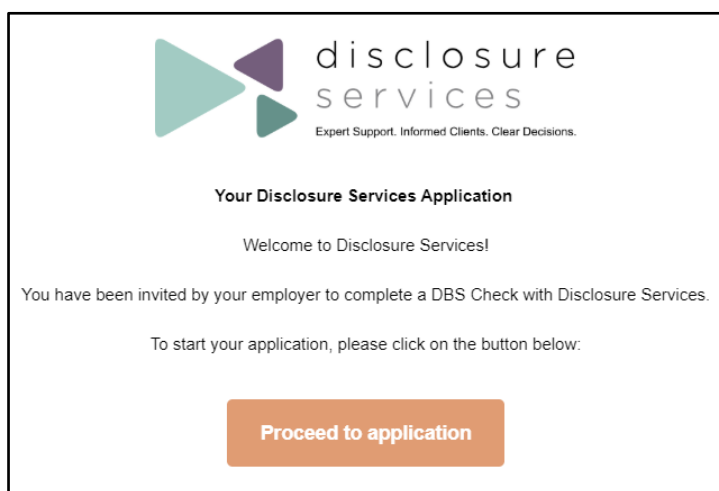 disclosure
services
Expert Support. Informed Clients. Clear Decisions.
Your Disclosure Services Application
Welcome to Disclosure Services!
You have been invited by your employer to complete a DBS Check with Disclosure Services.
To start your application, please click on the button below:
Proceed to application